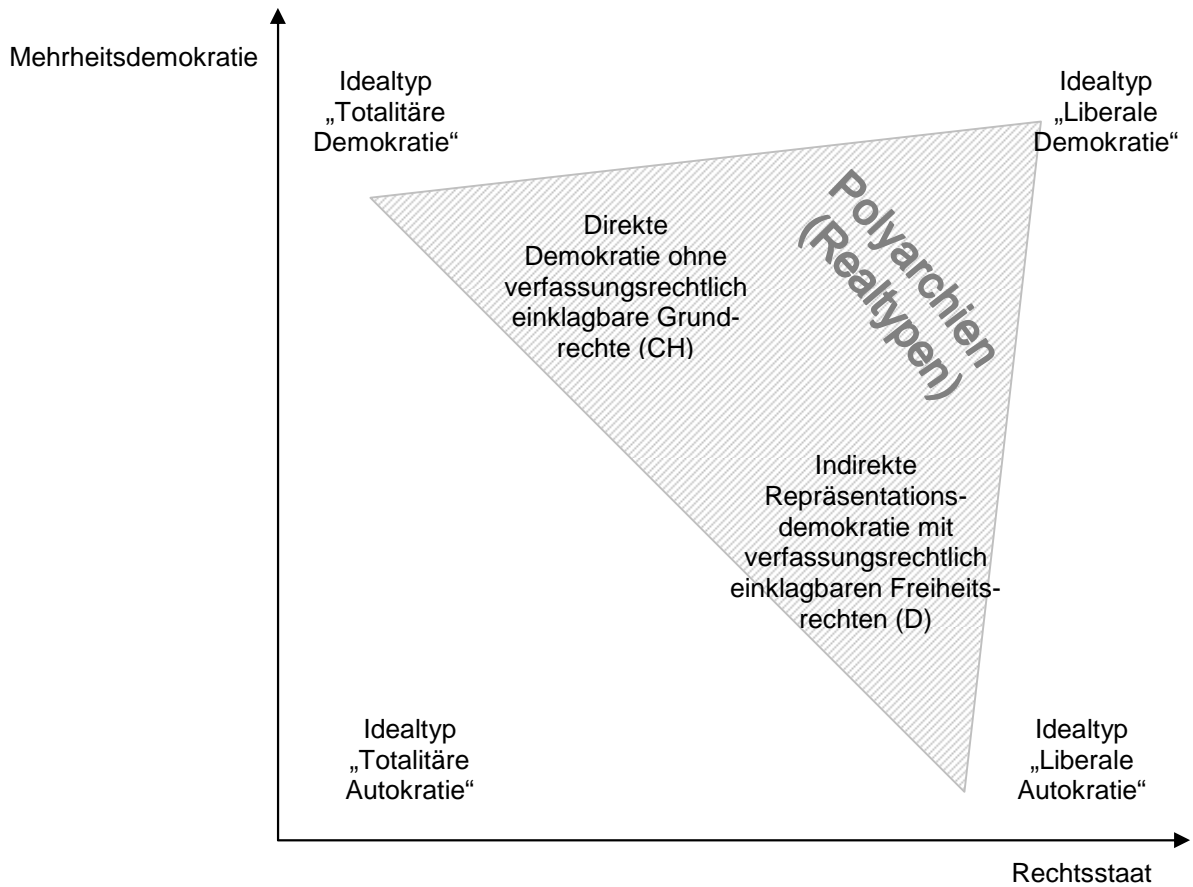 Mehrheitsdemokratie
Idealtyp
„Totalitäre
Demokratie“
Idealtyp
„Liberale
Demokratie“
Polyarchien
(Realtypen)
Direkte
Demokratie ohne
verfassungsrechtlich
einklagbare Grund-
rechte (CH)
Indirekte
Repräsentations-
demokratie mit
verfassungsrechtlich
einklagbaren Freiheits-
rechten (D)
Idealtyp
„Totalitäre
Autokratie“
Idealtyp
„Liberale
Autokratie“
Rechtsstaat